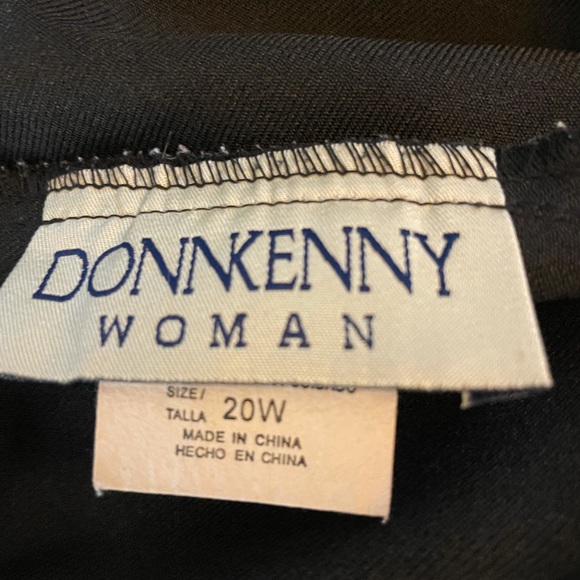 DONNKENNY
WOMAN
SIZE/
TALLA 20W
MADE IN CHINA
HECHO EN CHINA